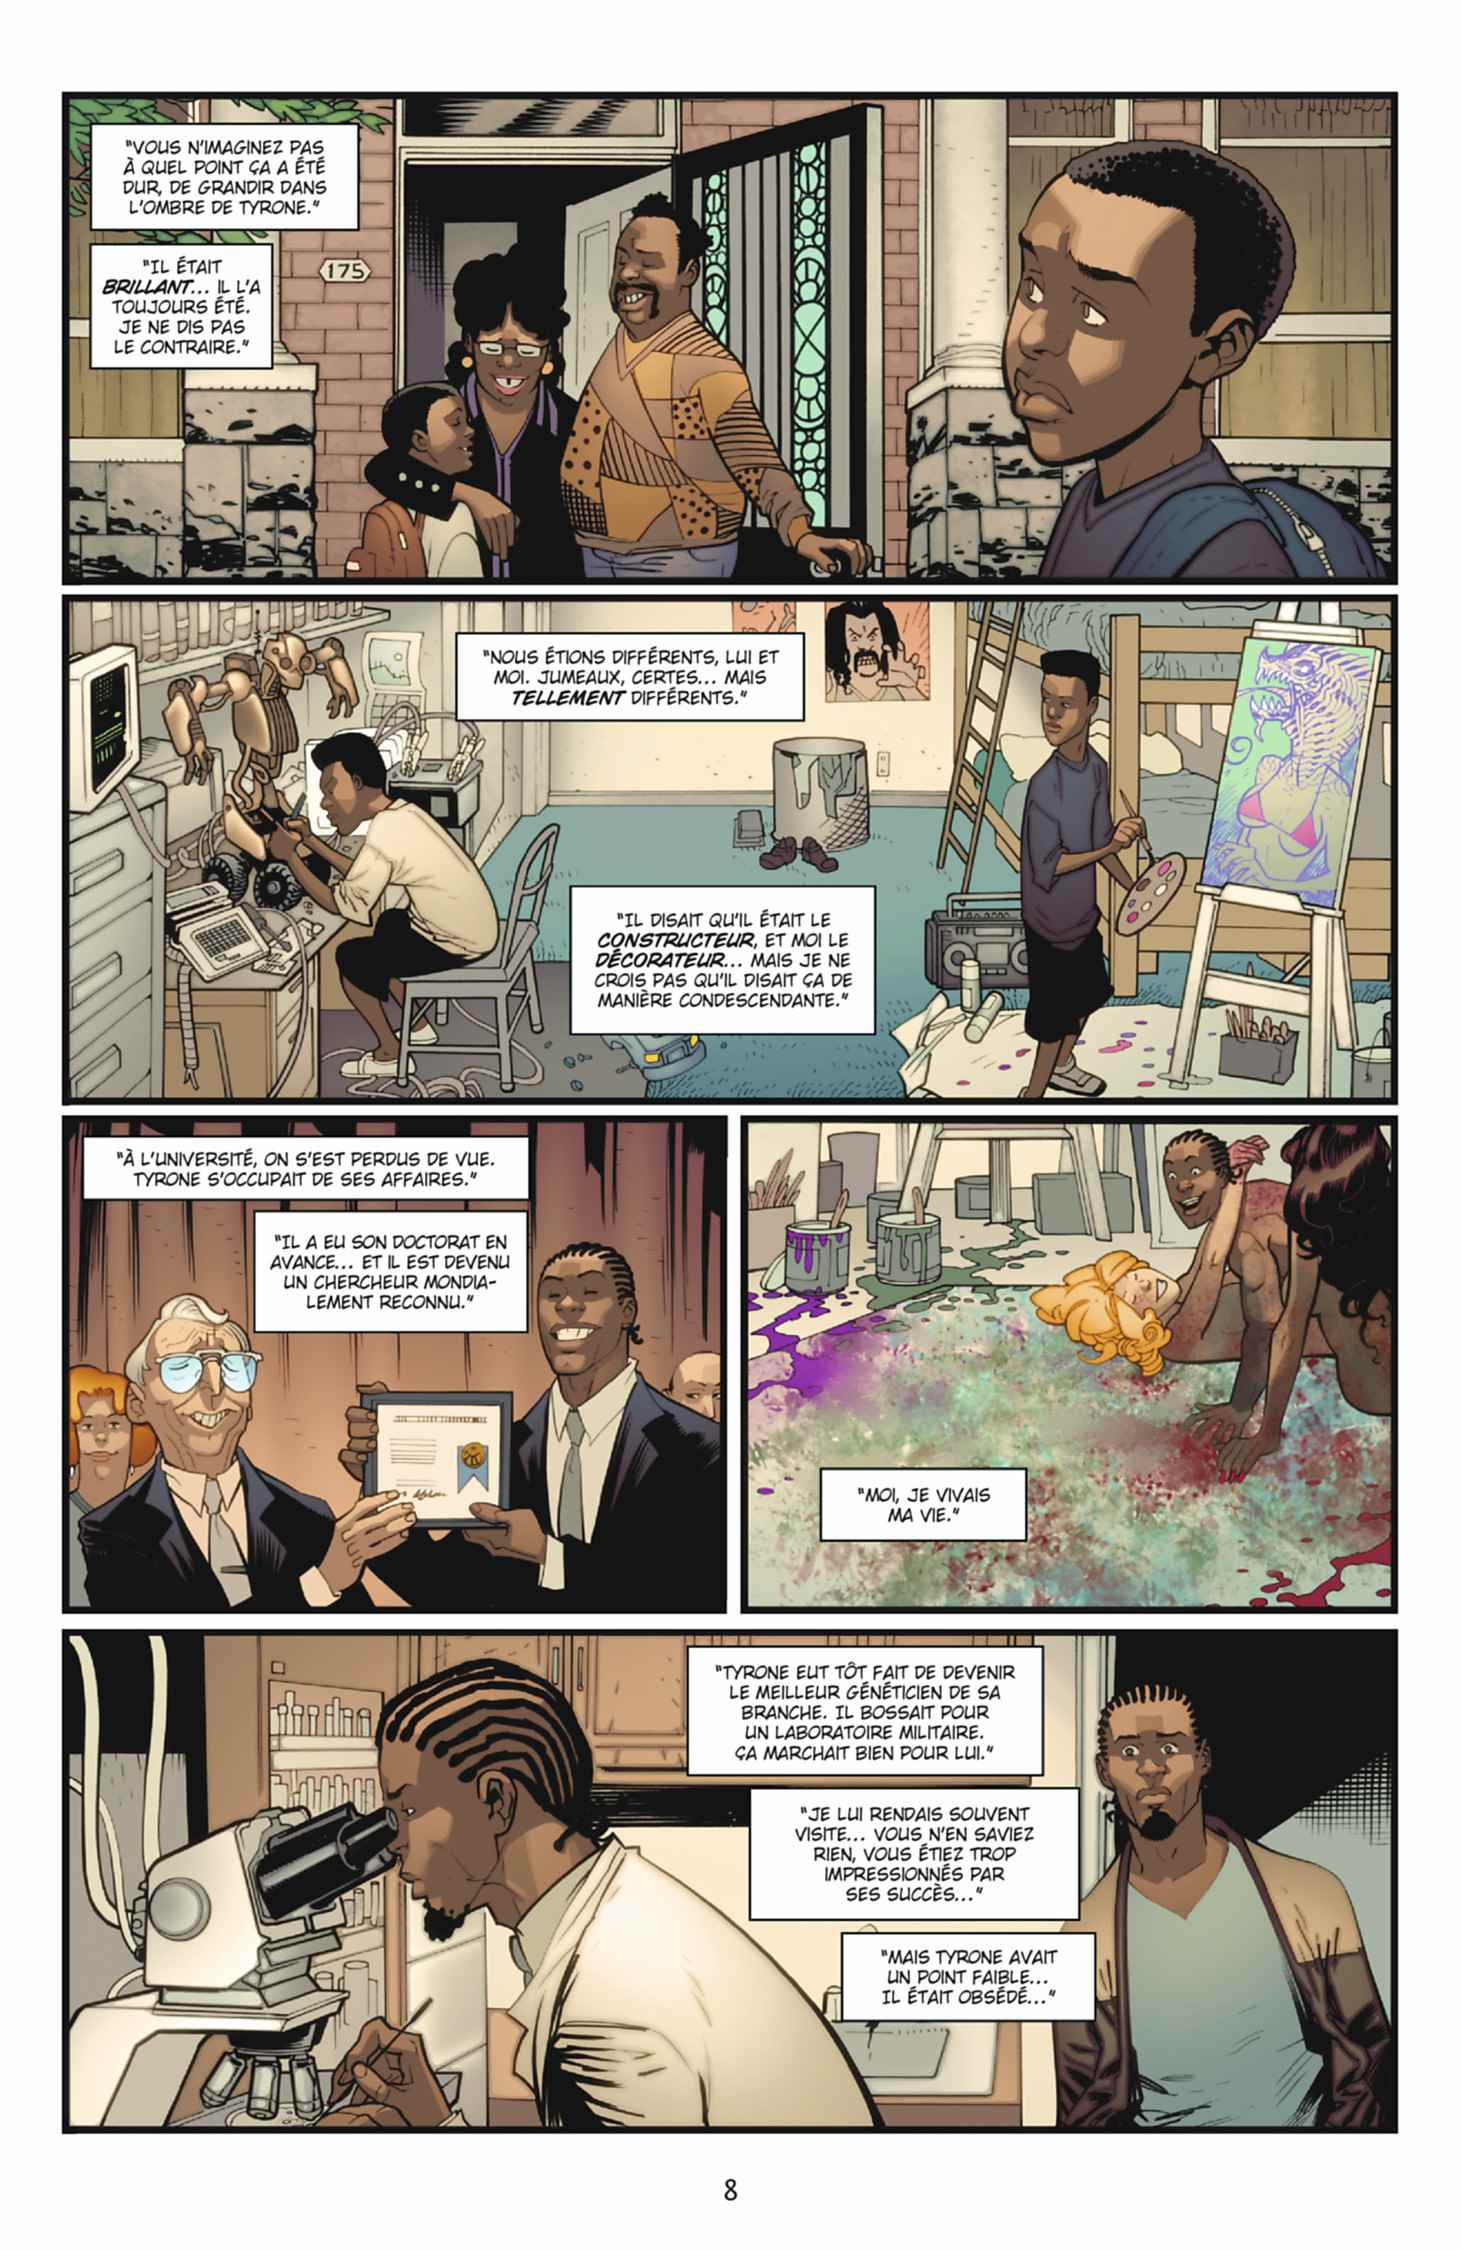 "VOUS N'IMAGINEZ PAS
À QUEL POINT ÇA A ÉTÉ
DUR, DE GRANDIR DANS
L'OMBRE DE TYRONE."
"IL ÉTAIT
BRILLANT... IL L'A
TOUJOURS ÉTÉ.
JE NE DIS PAS
LE CONTRAIRE."
175
"NOUS ÉTIONS DIFFÉRENTS, LUI ET
MOI. JUMEAUX, CERTES... MAIS
TELLEMENT DIFFÉRENTS."
"IL DISAIT QU'IL ÉTAIT LE
CONSTRUCTEUR, ET MOI LE
DÉCORATEUR... MAIS JE NE
CROIS PAS QU'IL DISAIT ÇA DE
MANIÈRE CONDESCENDANTE."
"À L'UNIVERSITÉ, ON S'EST PERDUS DE VUE.
TYRONE S'OCCUPAIT DE SES AFFAIRES."
"IL A EU SON DOCTORAT EN
AVANCE... ET IL EST DEVENU
UN CHERCHEUR MONDIA-
LEMENT RECONNU."
"MOI, JE VIVAIS
MA VIE."
"TYRONE EUT TÔT FAIT DE DEVENIR
LE MEILLEUR GÉNÉTICIEN DE SA
BRANCHE. IL BOSSAIT POUR
UN LABORATOIRE MILITAIRE.
ÇA MARCHAIT BIEN POUR LUI."
"JE LUI RENDAIS SOUVENT
VISITE... VOUS N'EN SAVIEZ
RIEN, VOUS ÉTIEZ TROP
IMPRESSIONNÉS PAR
SES SUCCÈS..."
"MAIS TYRONE AVAIT
UN POINT FAIBLE...
IL ÉTAIT OBSÉDÉ..."
8